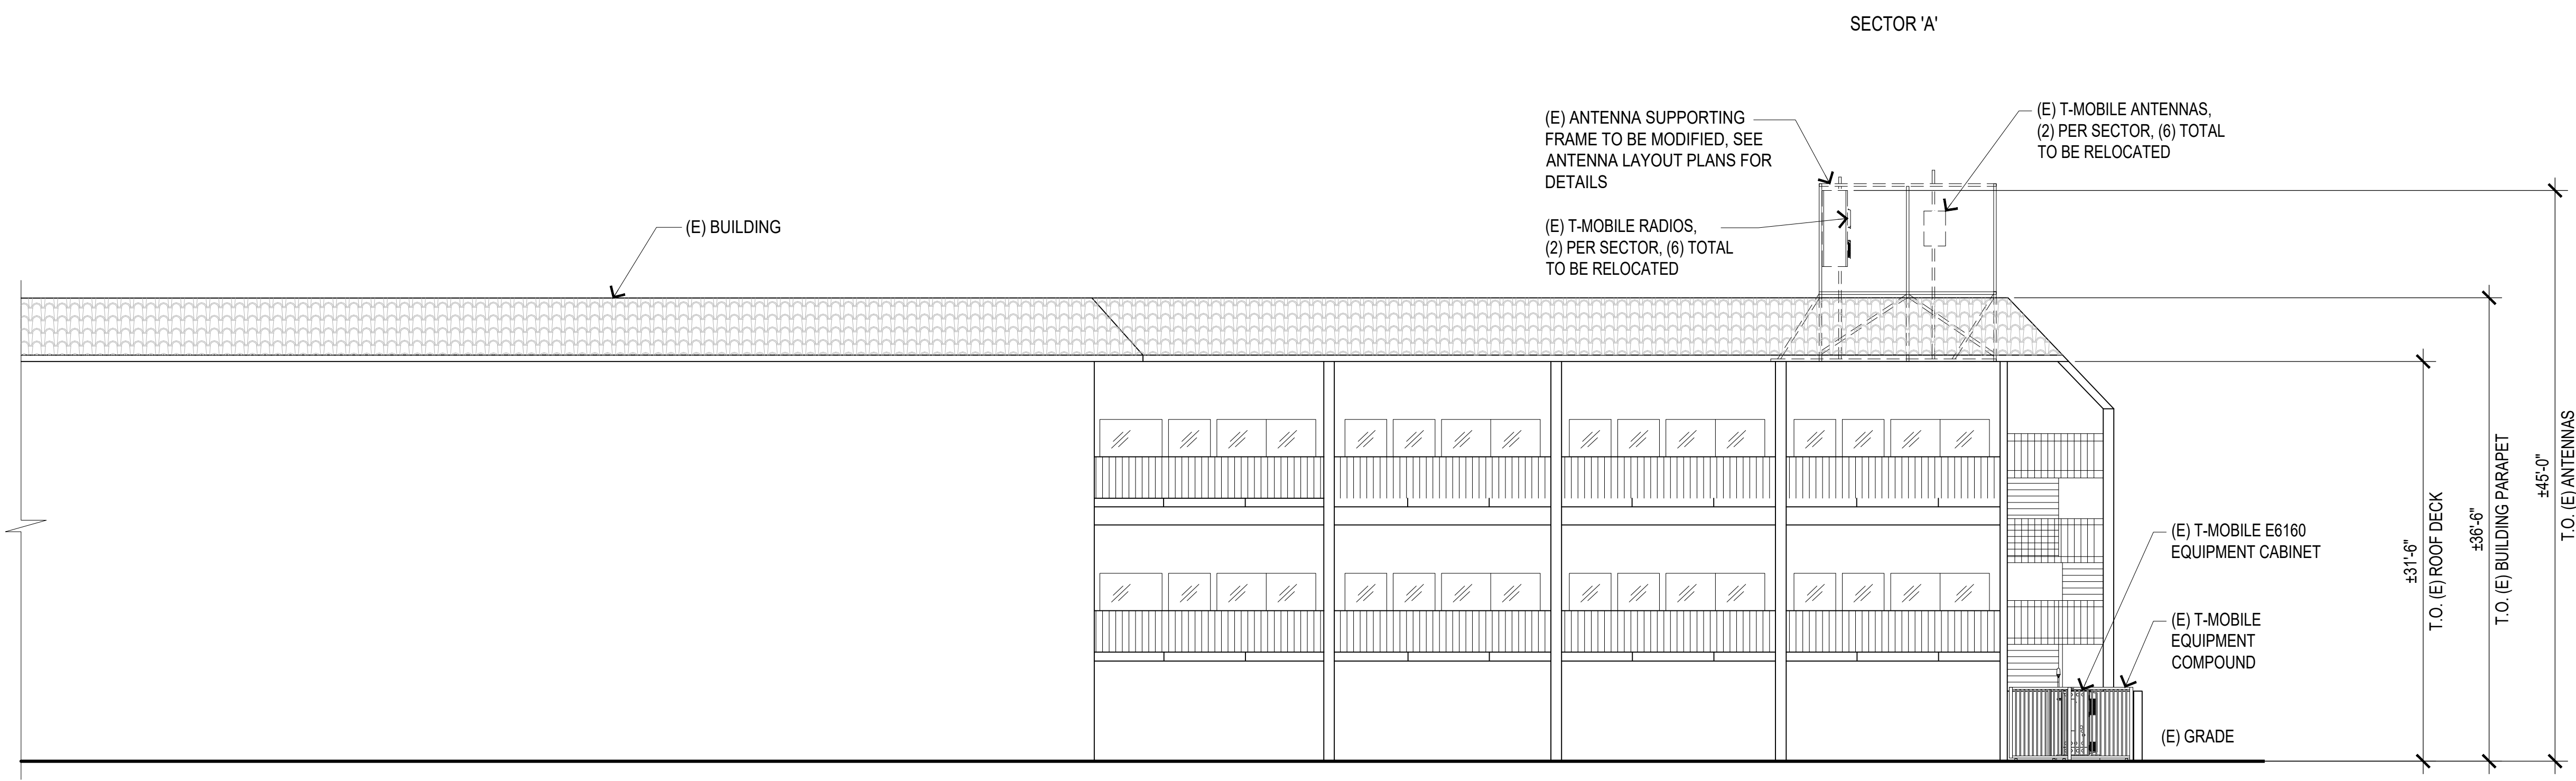 SECTOR 'A'
(E) ANTENNA SUPPORTING
FRAME TO BE MODIFIED, SEE
ANTENNA LAYOUT PLANS FOR
DETAILS
(E) T-MOBILE ANTENNAS,
(2) PER SECTOR, (6) TOTAL
TO BE RELOCATED
(E) BUILDING
(E) T-MOBILE RADIOS,
(2) PER SECTOR, (6) TOTAL
TO BE RELOCATED
(E) T-MOBILE E6160
EQUIPMENT CABINET
(E) T-MOBILE
EQUIPMENT
COMPOUND
(E) GRADE
±31'-6"
T.O. (E) ROOF DECK
±36'-6"
T.O. (E) BUILDING PARAPET
±45'-0"
T.O. (E) ANTENNAS